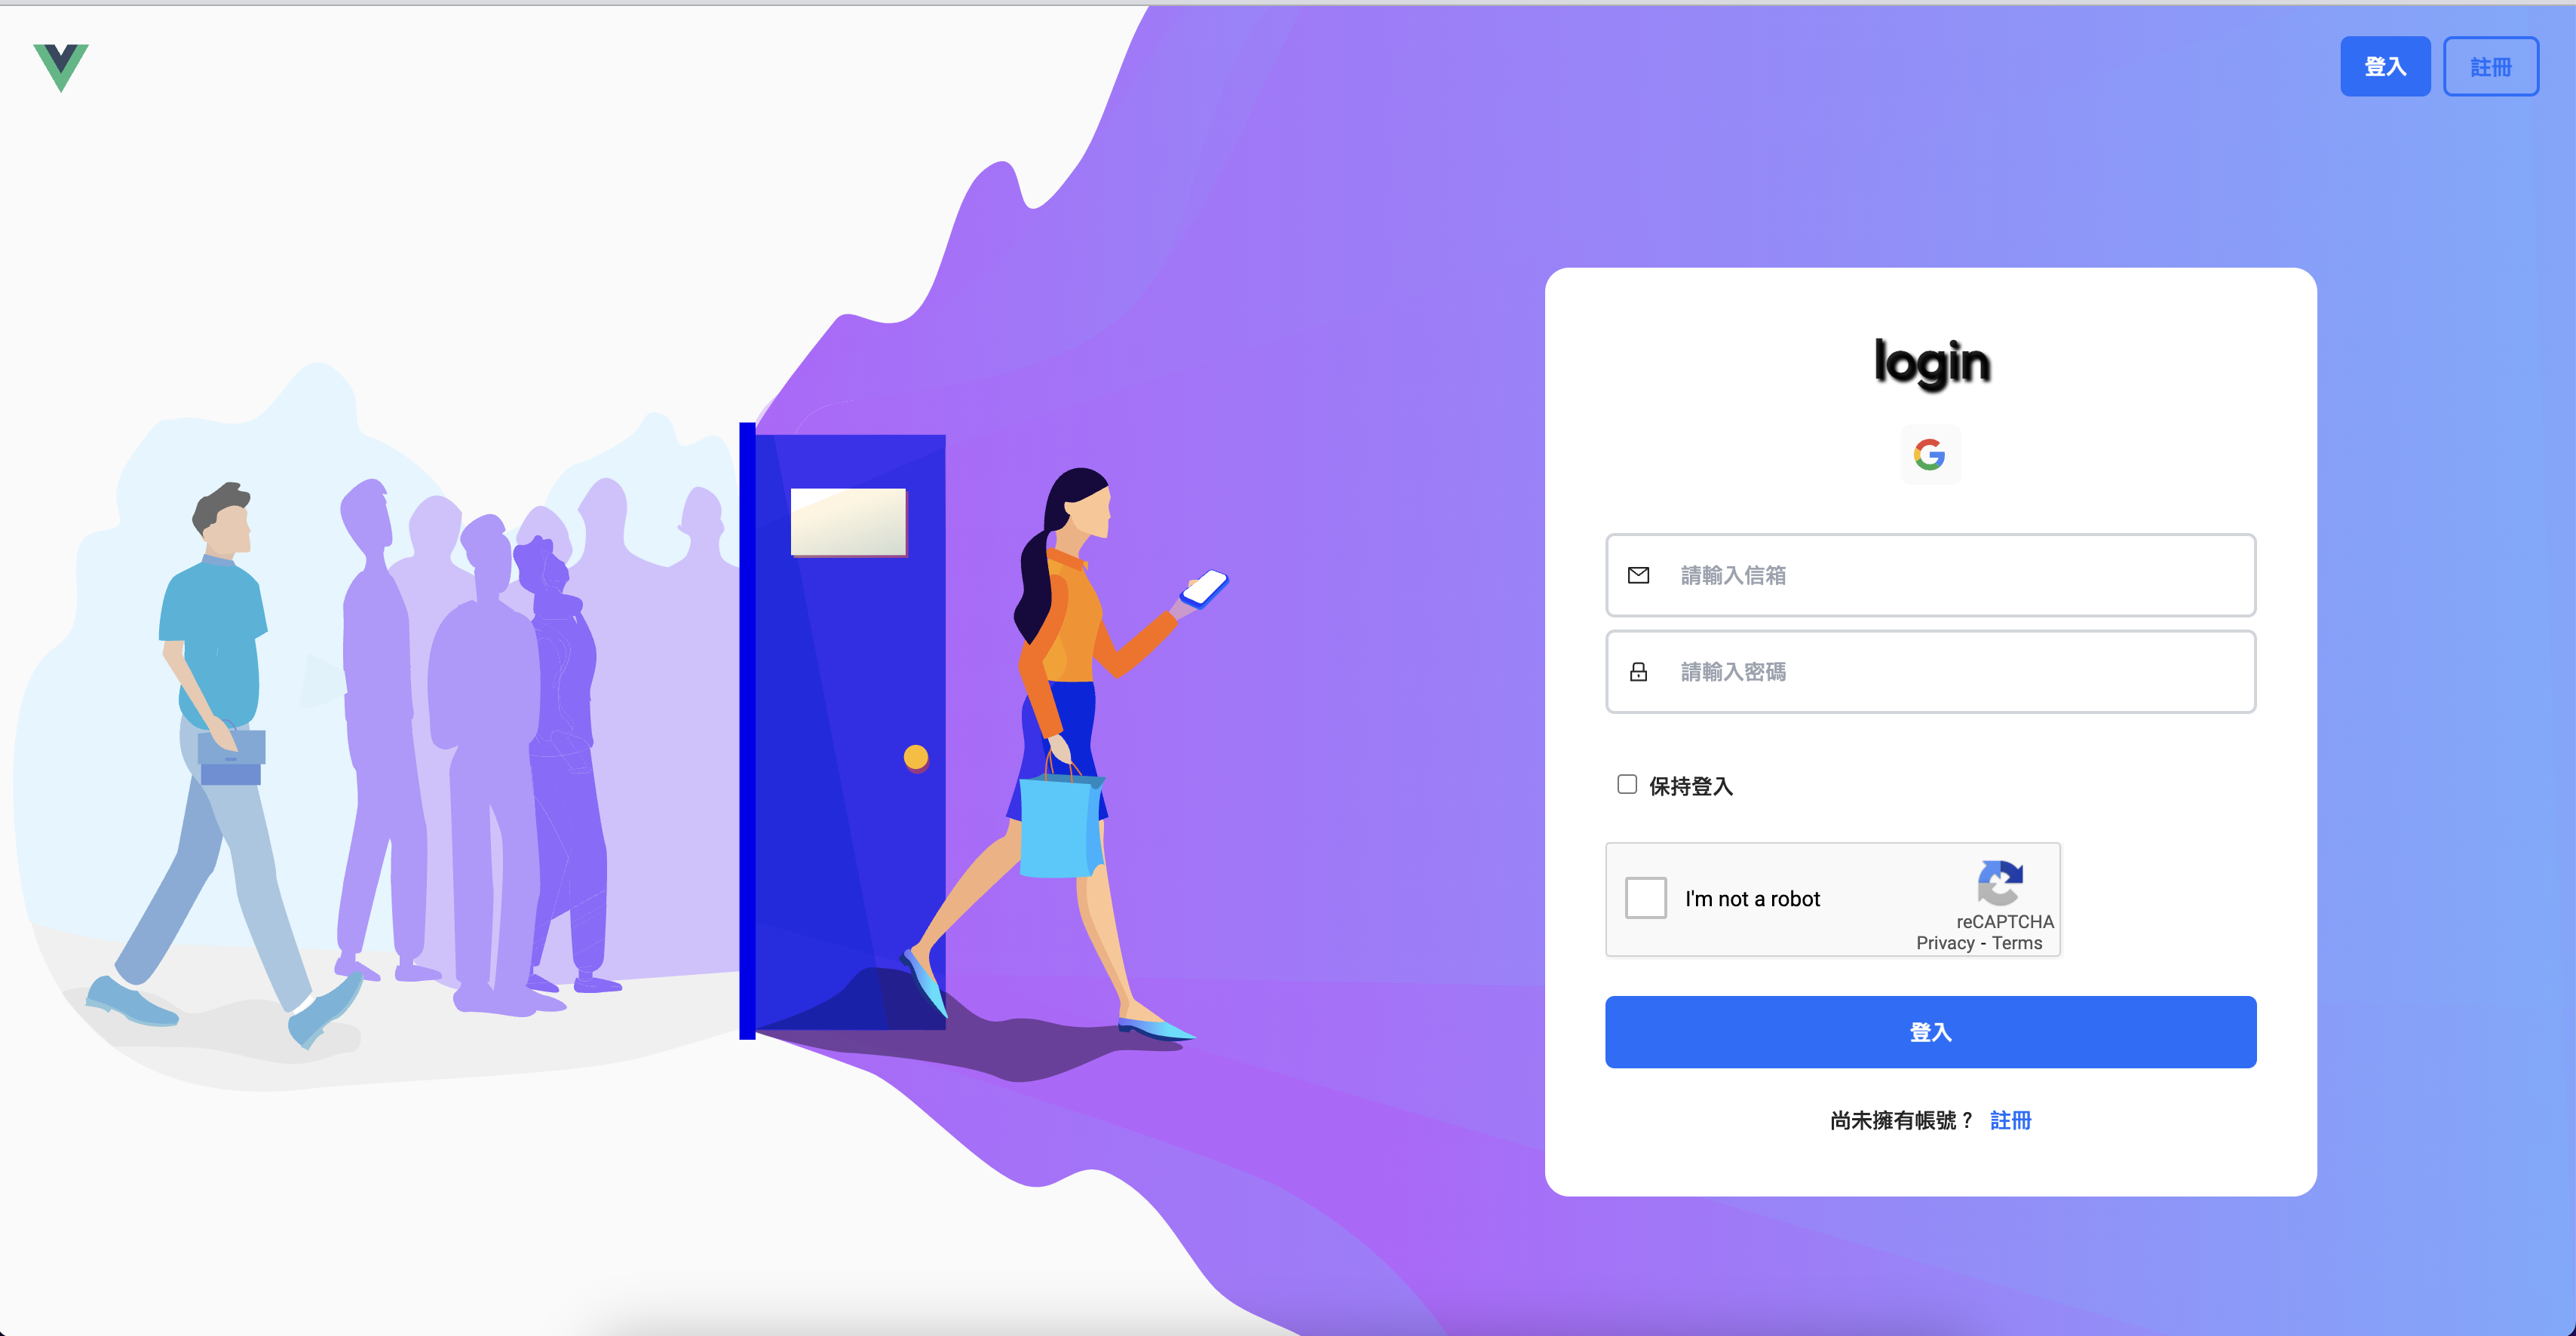 登入
註冊
login
請輸入信箱
請輸入密碼
保持登入
I'm not a robot
reCAPTCHA
Privacy - Terms
登入
尚未擁有帳號？ 註冊